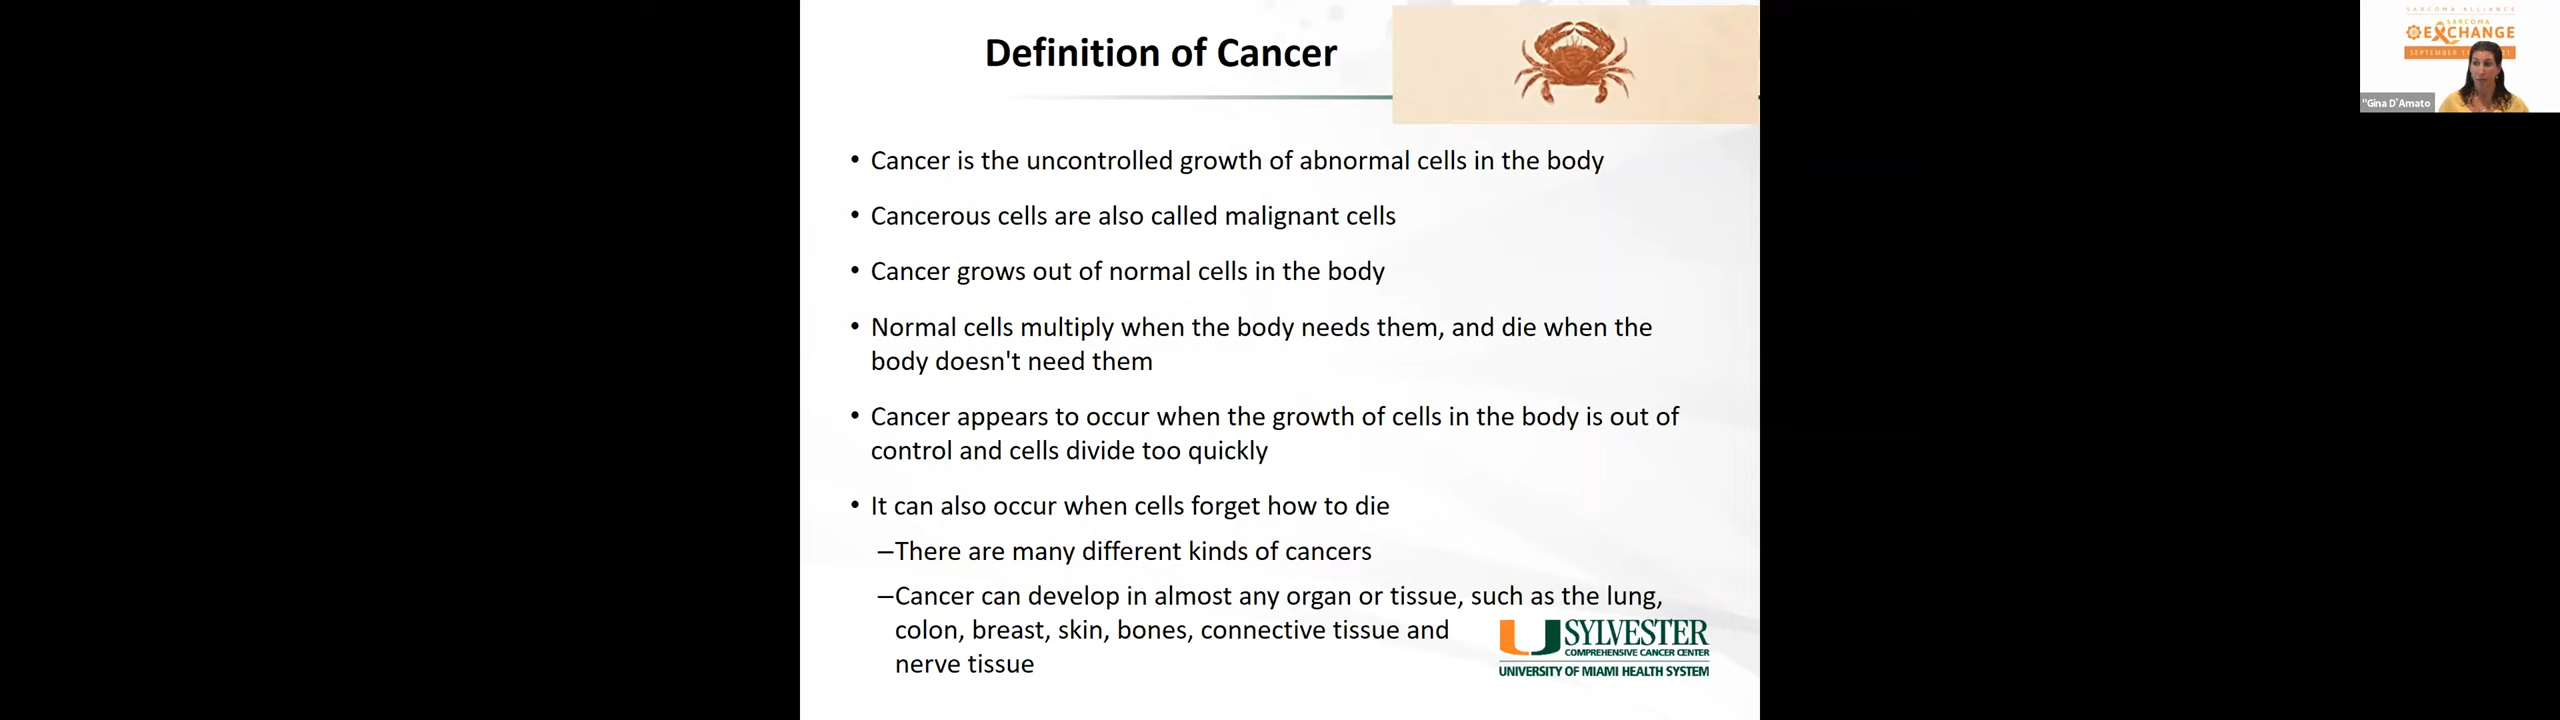 Definition of Cancer
• Cancer is the uncontrolled growth of abnormal cells in the body
• Cancerous cells are also called malignant cells
• Cancer grows out of normal cells in the body
• Normal cells multiply when the body needs them, and die when the
body doesn't need them
• Cancer appears to occur when the growth of cells in the body is out of
control and cells divide too quickly
• It can also occur when cells forget how to die
–There are many different kinds of cancers
–Cancer can develop in almost any organ or tissue, such as the lung,
colon, breast, skin, bones, connective tissue and
nerve tissue
SYLVESTER
COMPREHENSIVE CANCER CENTER
UNIVERSITY OF MIAMI HEALTH SYSTEM
SARCOMA ALLIANCE
SARCOMA
EXCHANGE
SEPTEMBER
"Gina D'Amato